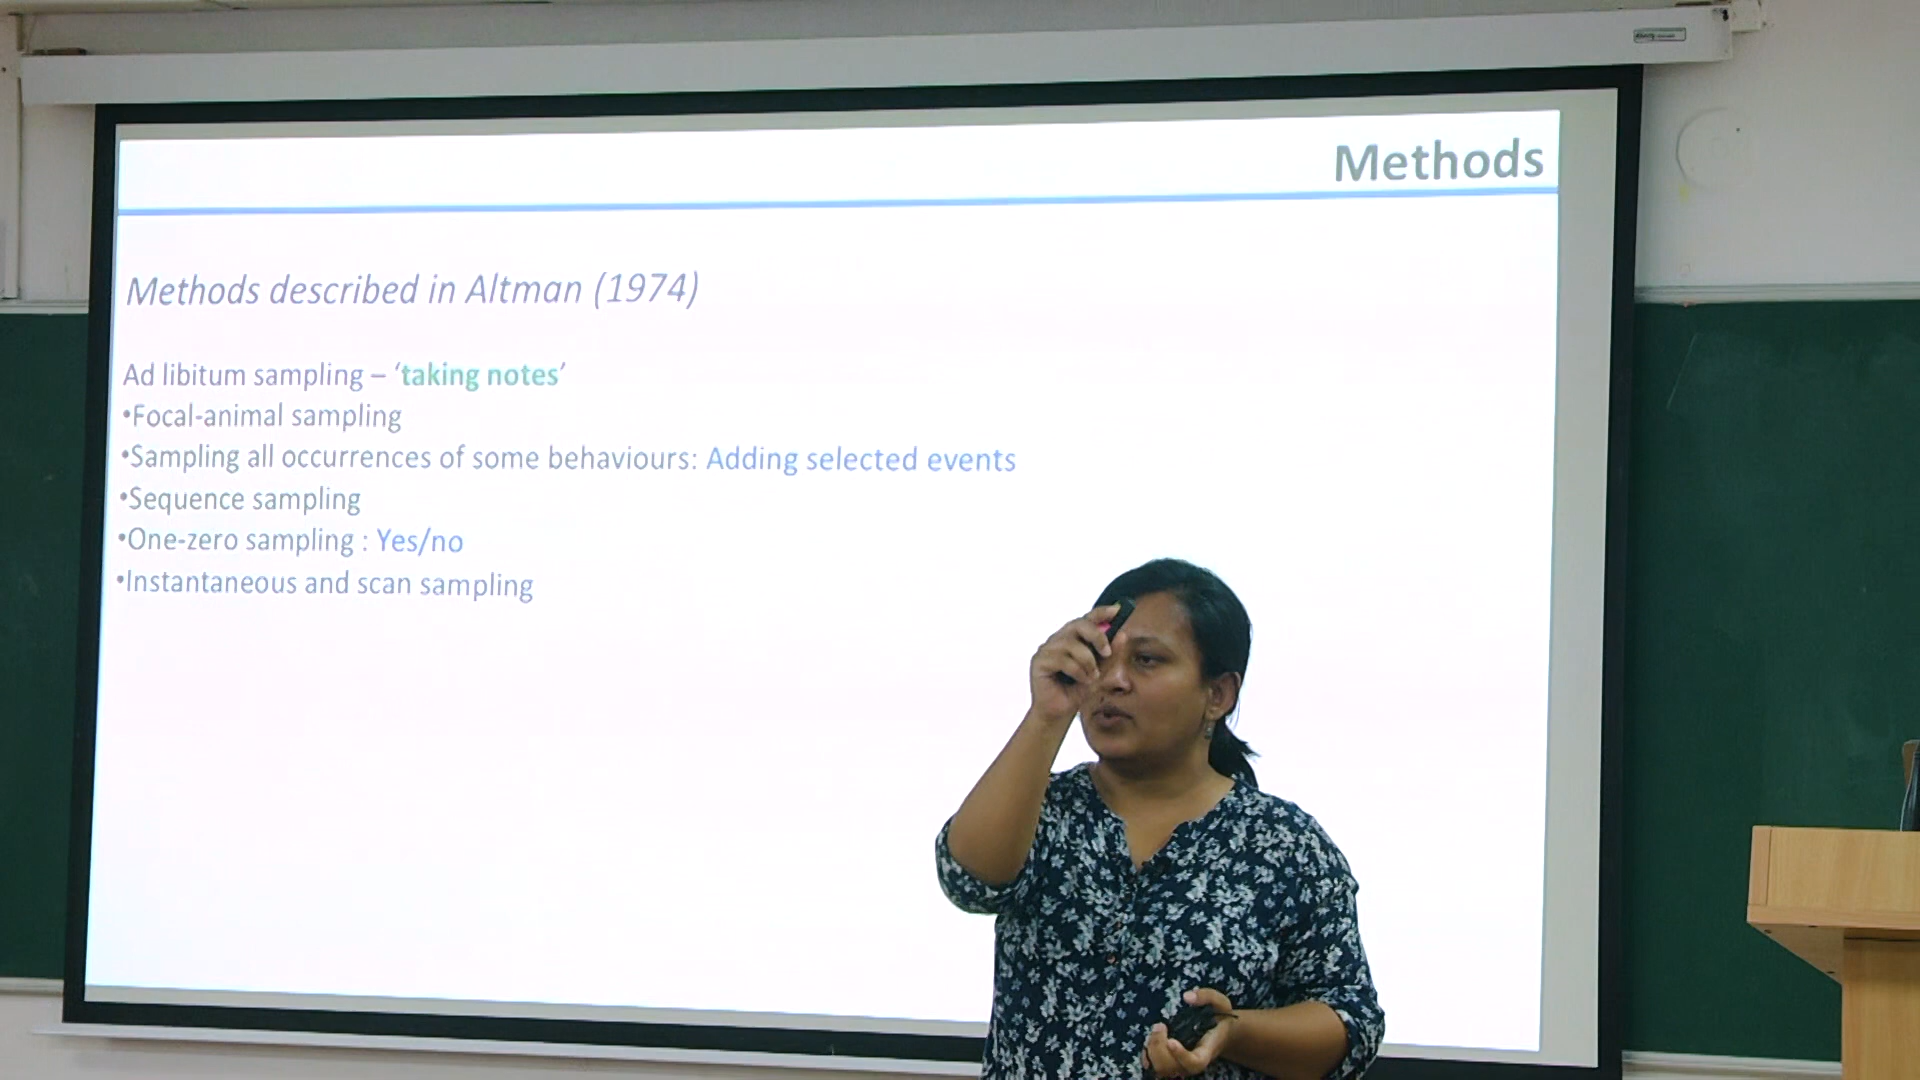 Methods
Methods described in Altman (1974)
Ad libitum sampling – ‘taking notes’
•Focal-animal sampling
•Sampling all occurrences of some behaviours: Adding selected events
•Sequence sampling
•One-zero sampling : Yes/no
•Instantaneous and scan sampling